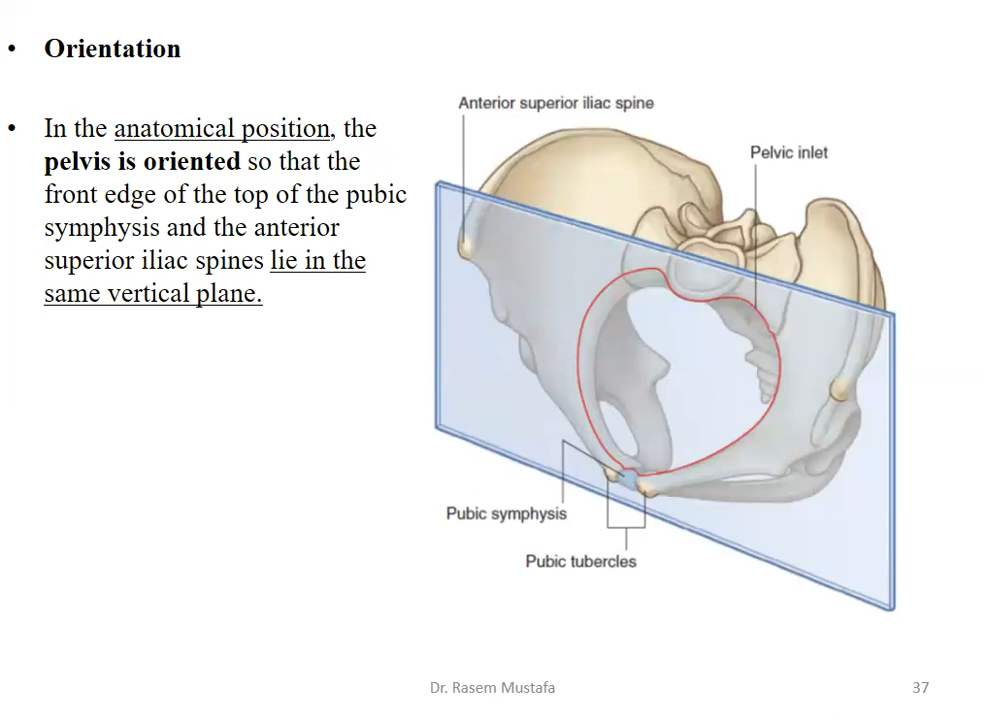 • Orientation
• In the anatomical position, the
pelvis is oriented so that the
front edge of the top of the pubic
symphysis and the anterior
superior iliac spines lie in the
same vertical plane.
Anterior superior iliac spine
Pelvic inlet
Pubic symphysis
Pubic tubercles
Dr. Rasem Mustafa
37